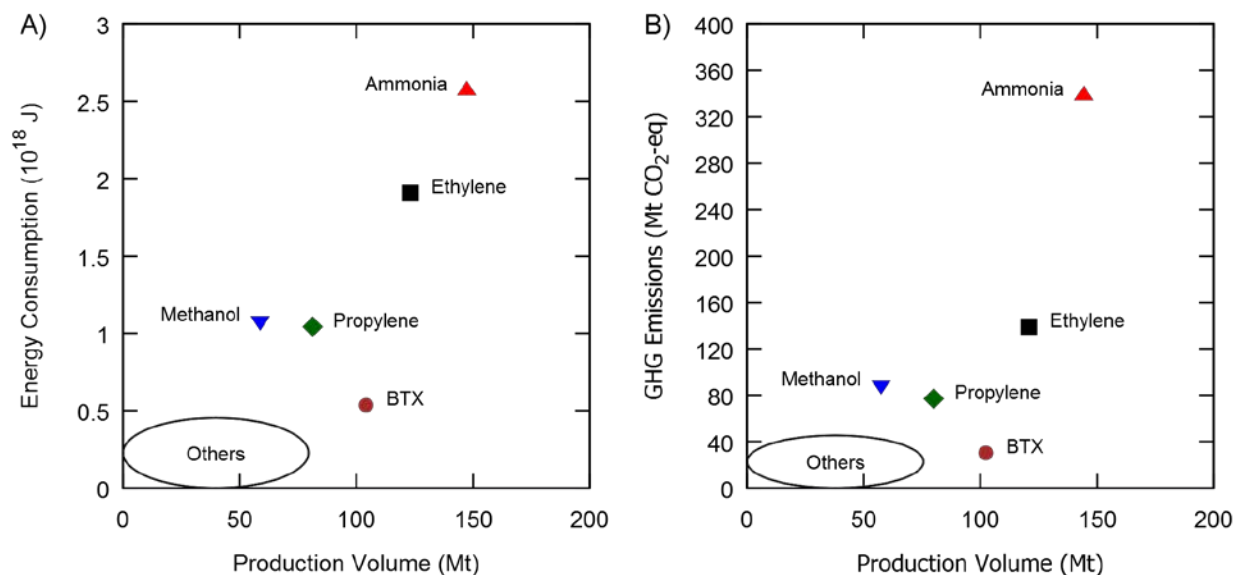 A)
Energy Consumption (10^18 J)
3
2.5
2
1.5
1
0.5
0
Ammonia
Ethylene
Methanol
Propylene
BTX
Others
0 50 100 150 200
Production Volume (Mt)
B)
GHG Emissions (Mt CO₂-eq)
400
360
320
280
240
200
160
120
80
40
0
Ammonia
Ethylene
Methanol
Propylene
BTX
Others
0 50 100 150 200
Production Volume (Mt)